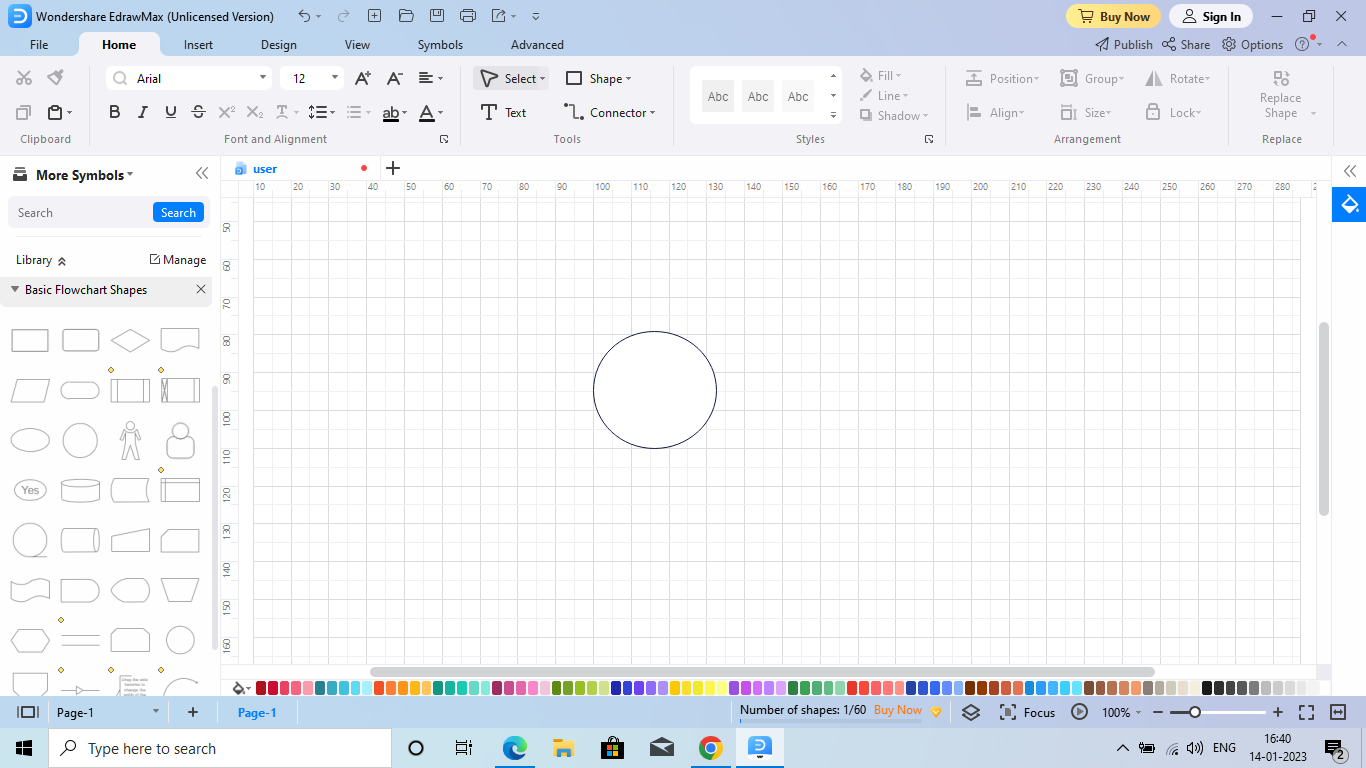 Wondershare EdrawMax (Unlicensed Version)
Buy Now
Sign In
File
Home
Insert
Design
View
Symbols
Advanced
Publish
Share
Options
Arial
12
Select
Shape
Text
Connector
Abc
Abc
Abc
Fill
Line
Shadow
Position
Group
Rotate
Align
Size
Lock
Replace
Shape
Clipboard
Font and Alignment
Tools
Styles
Arrangement
Replace
More Symbols
Search
Search
Library
Manage
Basic Flowchart Shapes
Yes
user
10 20 30 40 50 60 70 80 90 100 110 120 130 140 150 160 170 180 190 200 210 220 230 240 250 260 270 280
50
60
70
80
90
100
110
120
130
140
150
160
Page-1
Page-1
Number of shapes: 1/60
Buy Now
Focus
100%
Type here to search
ENG
16:40
14-01-2023
2